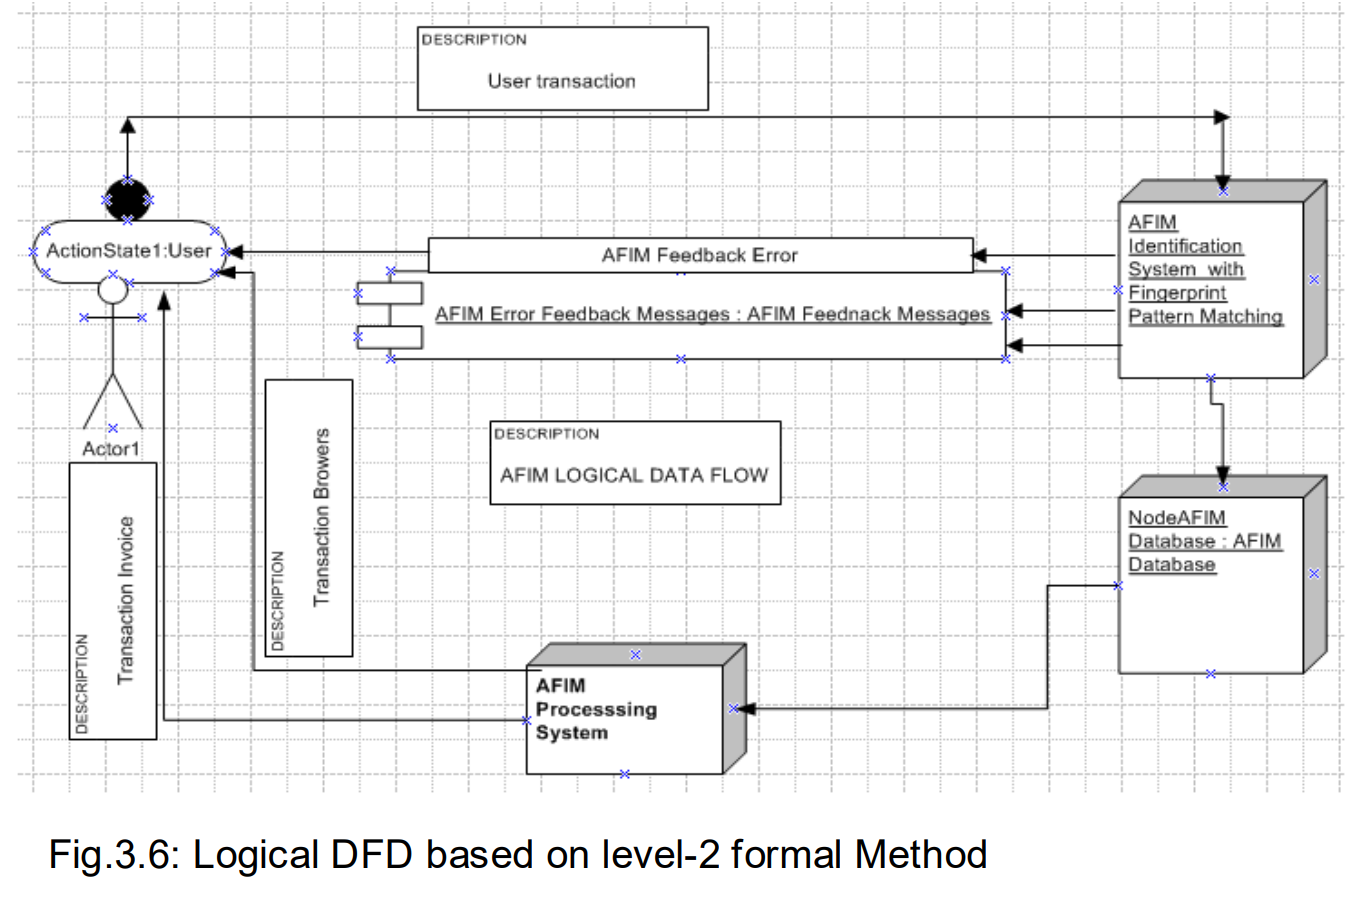 DESCRIPTION
User transaction
ActionState1:User
AFIM Feedback Error
AFIM Error Feedback Messages : AFIM Feednack Messages
AFIM
Identification
System with
Fingerprint
Pattern Matching
Actor1
DESCRIPTION
Transaction Invoice
DESCRIPTION
Transaction Browers
DESCRIPTION
AFIM LOGICAL DATA FLOW
NodeAFIM
Database : AFIM
Database
AFIM
Processsing
System
Fig.3.6: Logical DFD based on level-2 formal Method